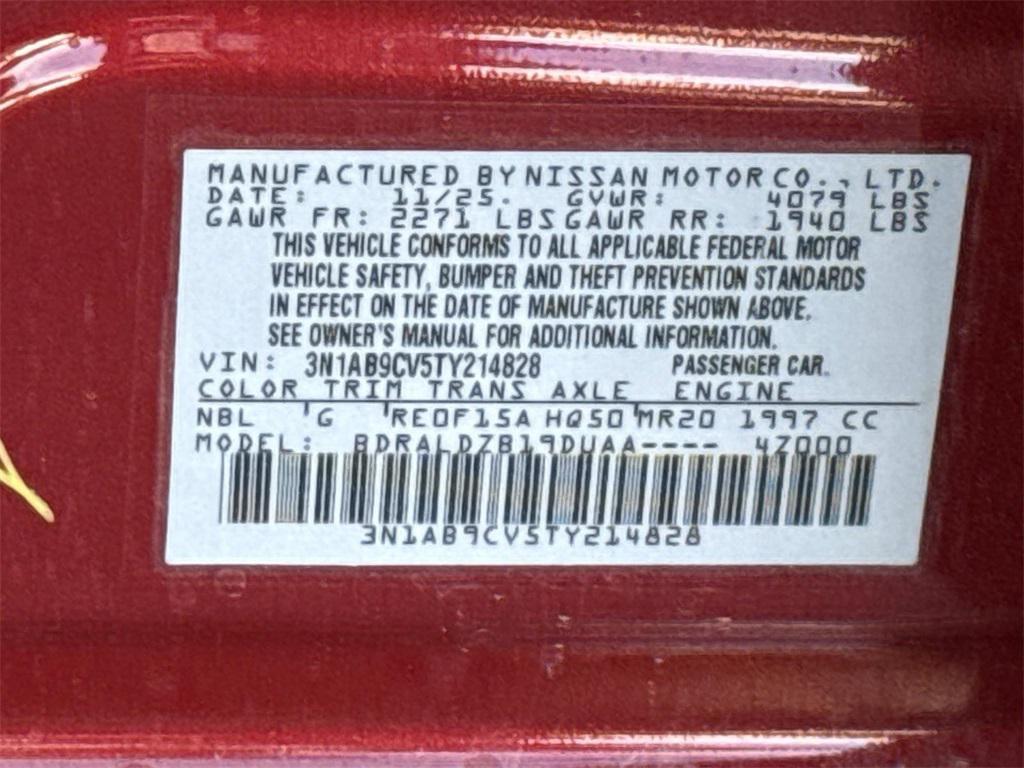 MANUFACTURED BY NISSAN MOTOR CO., LTD.
DATE: 11/25. GVWR: 4079 LBS
GAWR FR: 2271 LBS GAWR RR: 1940 LBS
THIS VEHICLE CONFORMS TO ALL APPLICABLE FEDERAL MOTOR
VEHICLE SAFETY, BUMPER AND THEFT PREVENTION STANDARDS
IN EFFECT ON THE DATE OF MANUFACTURE SHOWN ABOVE.
SEE OWNER'S MANUAL FOR ADDITIONAL INFORMATION.
VIN: 3N1AB9CV5TY214828 PASSENGER CAR.
COLOR TRIM TRANS AXLE ENGINE
NBL 'G 'RE0F15A HQ50'MR20 1997 CC
MODEL: BDRALDZB19DUAA---- 4Z000
3N1AB9CV5TY214828